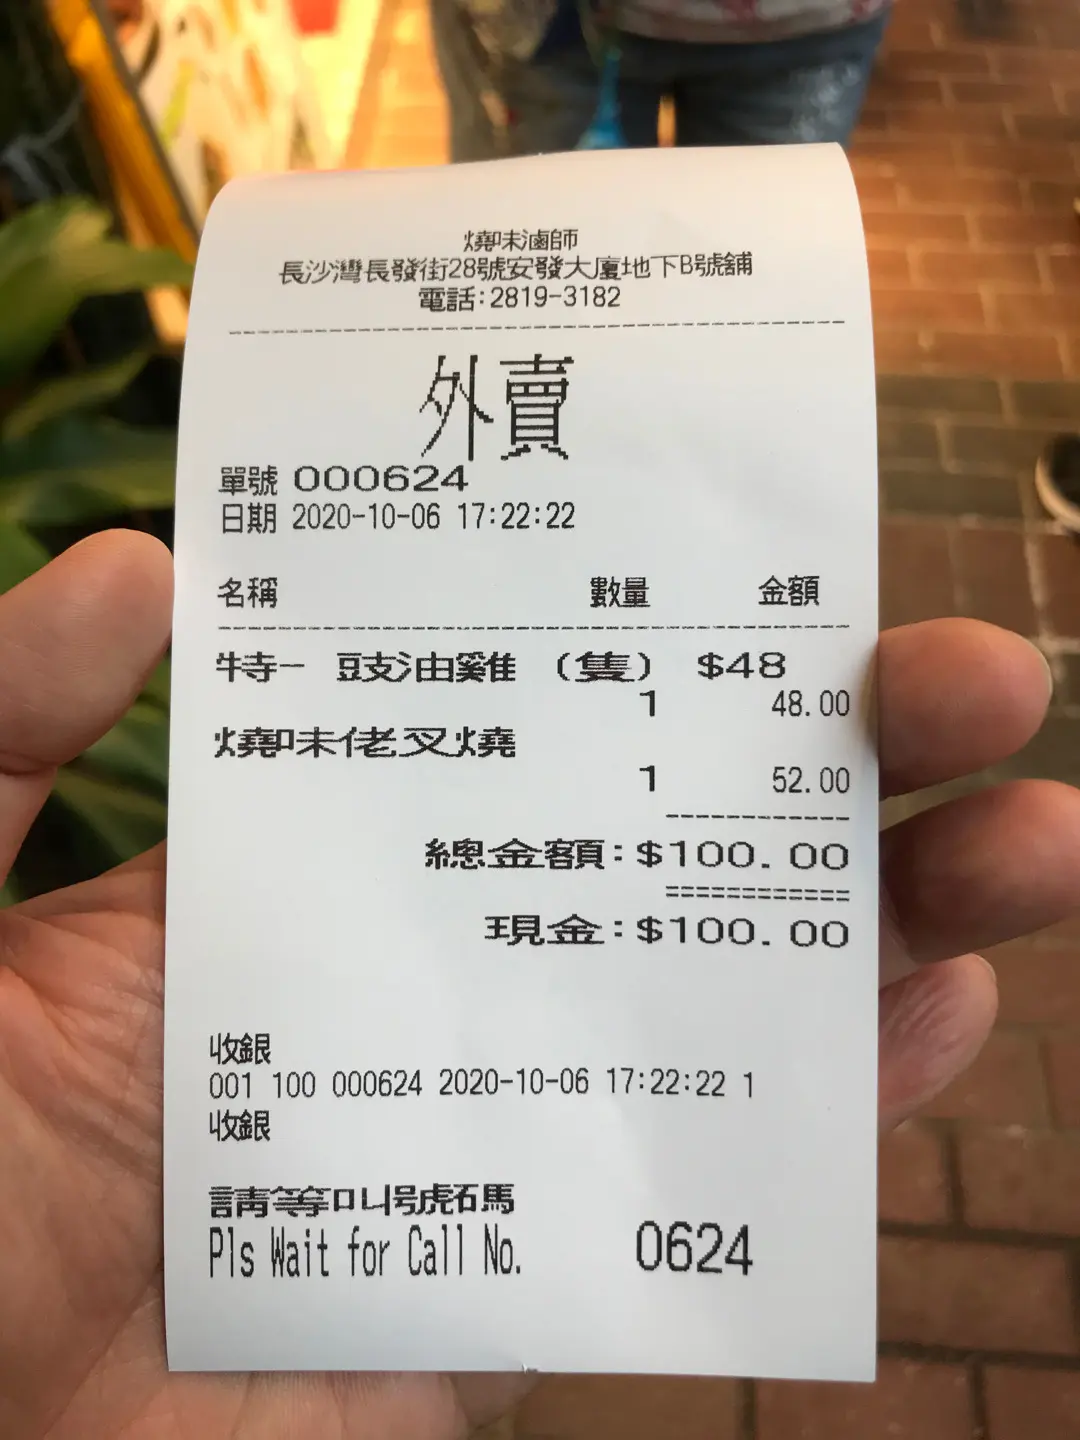 燒味滷師
長沙灣長發街28號安發大廈地下B號舖
電話:2819-3182
外賣
單號 000624
日期 2020-10-06 17:22:22
名稱 數量 金額
特一 豉油雞 (隻) $48
1 48.00
燒味佬叉燒
1 52.00
總金額:$100.00
現金:$100.00
收銀
001 100 000624 2020-10-06 17:22:22 1
收銀
請等叫號碼
Pls Wait for Call No. 0624